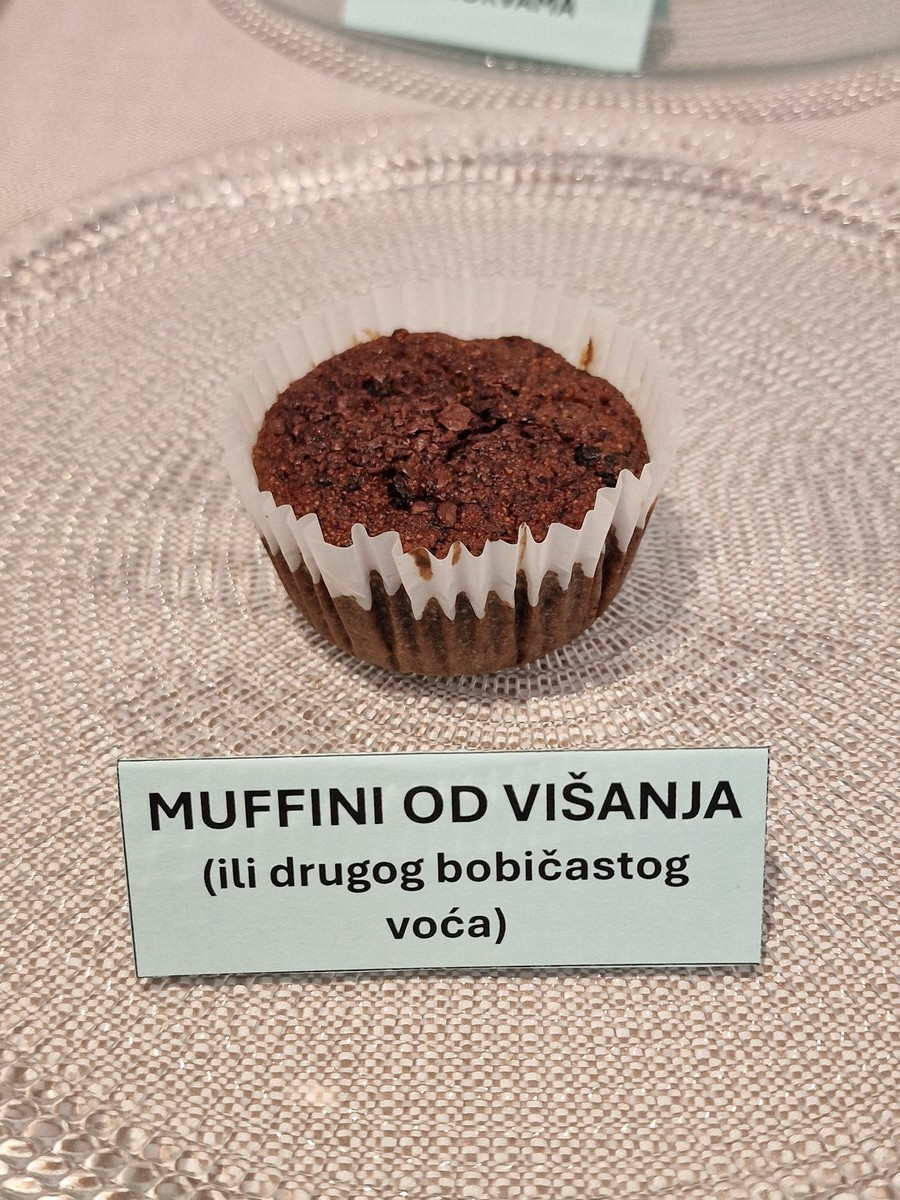 MUFFINI OD VIŠANJA
(ili drugog bobičastog
voća)